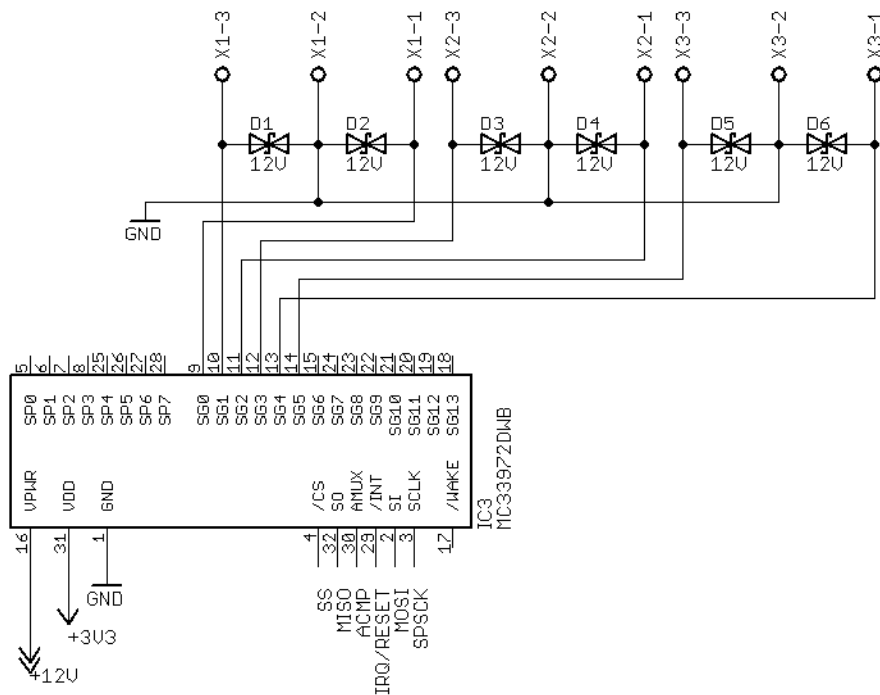 X1-3
X1-2
X1-1
X2-3
X2-2
X2-1
X3-3
X3-2
X3-1
D1
D2
D3
D4
D5
D6
12V
12V
12V
12V
12V
12V
GND
5
6
7
8
25
26
27
28
9
10
11
12
13
14
15
24
23
22
21
20
19
18
SP0
SP1
SP2
SP3
SP4
SP5
SP6
SP7
SG0
SG1
SG2
SG3
SG4
SG5
SG6
SG7
SG8
SG9
SG10
SG11
SG12
SG13
VPWR
VDD
GND
/CS
SO
AMUX
/INT
SI
SCLK
/WAKE
IC3
MC33972DWB
16
31
1
4
32
30
29
2
3
17
GND
+3V3
+12V
SS
MISO
ACMP
IRQ/RESET
MOSI
SPSCK